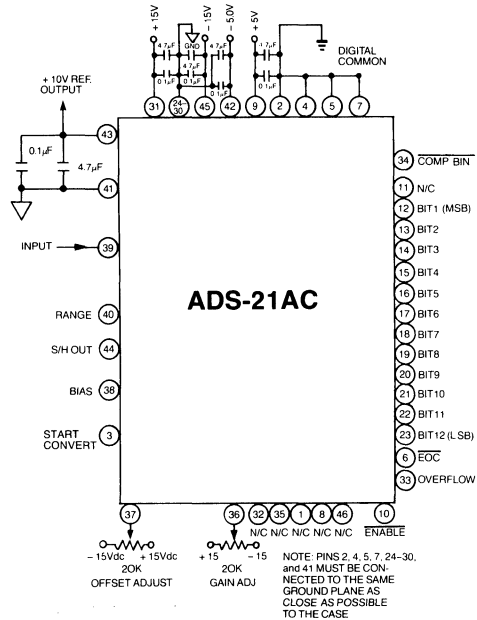 + 15V
- 15V
- 5.0V
+ 5V
4.7µF
GND
4.7µF
4.7µF
0.1µF
0.1µF
0.1µF
0.1µF
DIGITAL
COMMON
+ 10V REF.
OUTPUT
31
24–
30
45
42
9
2
4
5
7
43
0.1µF
4.7µF
41
INPUT
39
ADS-21AC
RANGE
40
S/H OUT
44
BIAS
38
START
CONVERT
3
34
COMP BIN
11
N/C
12
BIT1 (MSB)
13
BIT2
14
BIT3
15
BIT4
16
BIT5
17
BIT6
18
BIT7
19
BIT8
20
BIT9
21
BIT10
22
BIT11
23
BIT12 (LSB)
6
EOC
33
OVERFLOW
37
36
32
35
1
8
46
10
N/C
N/C
N/C
N/C
N/C
ENABLE
- 15Vdc
+15Vdc
20K
OFFSET ADJUST
+ 15
- 15
20K
GAIN ADJ
NOTE: PINS 2, 4, 5, 7, 24-30,
and 41 MUST BE CON-
NECTED TO THE SAME
GROUND PLANE AS
CLOSE AS POSSIBLE
TO THE CASE